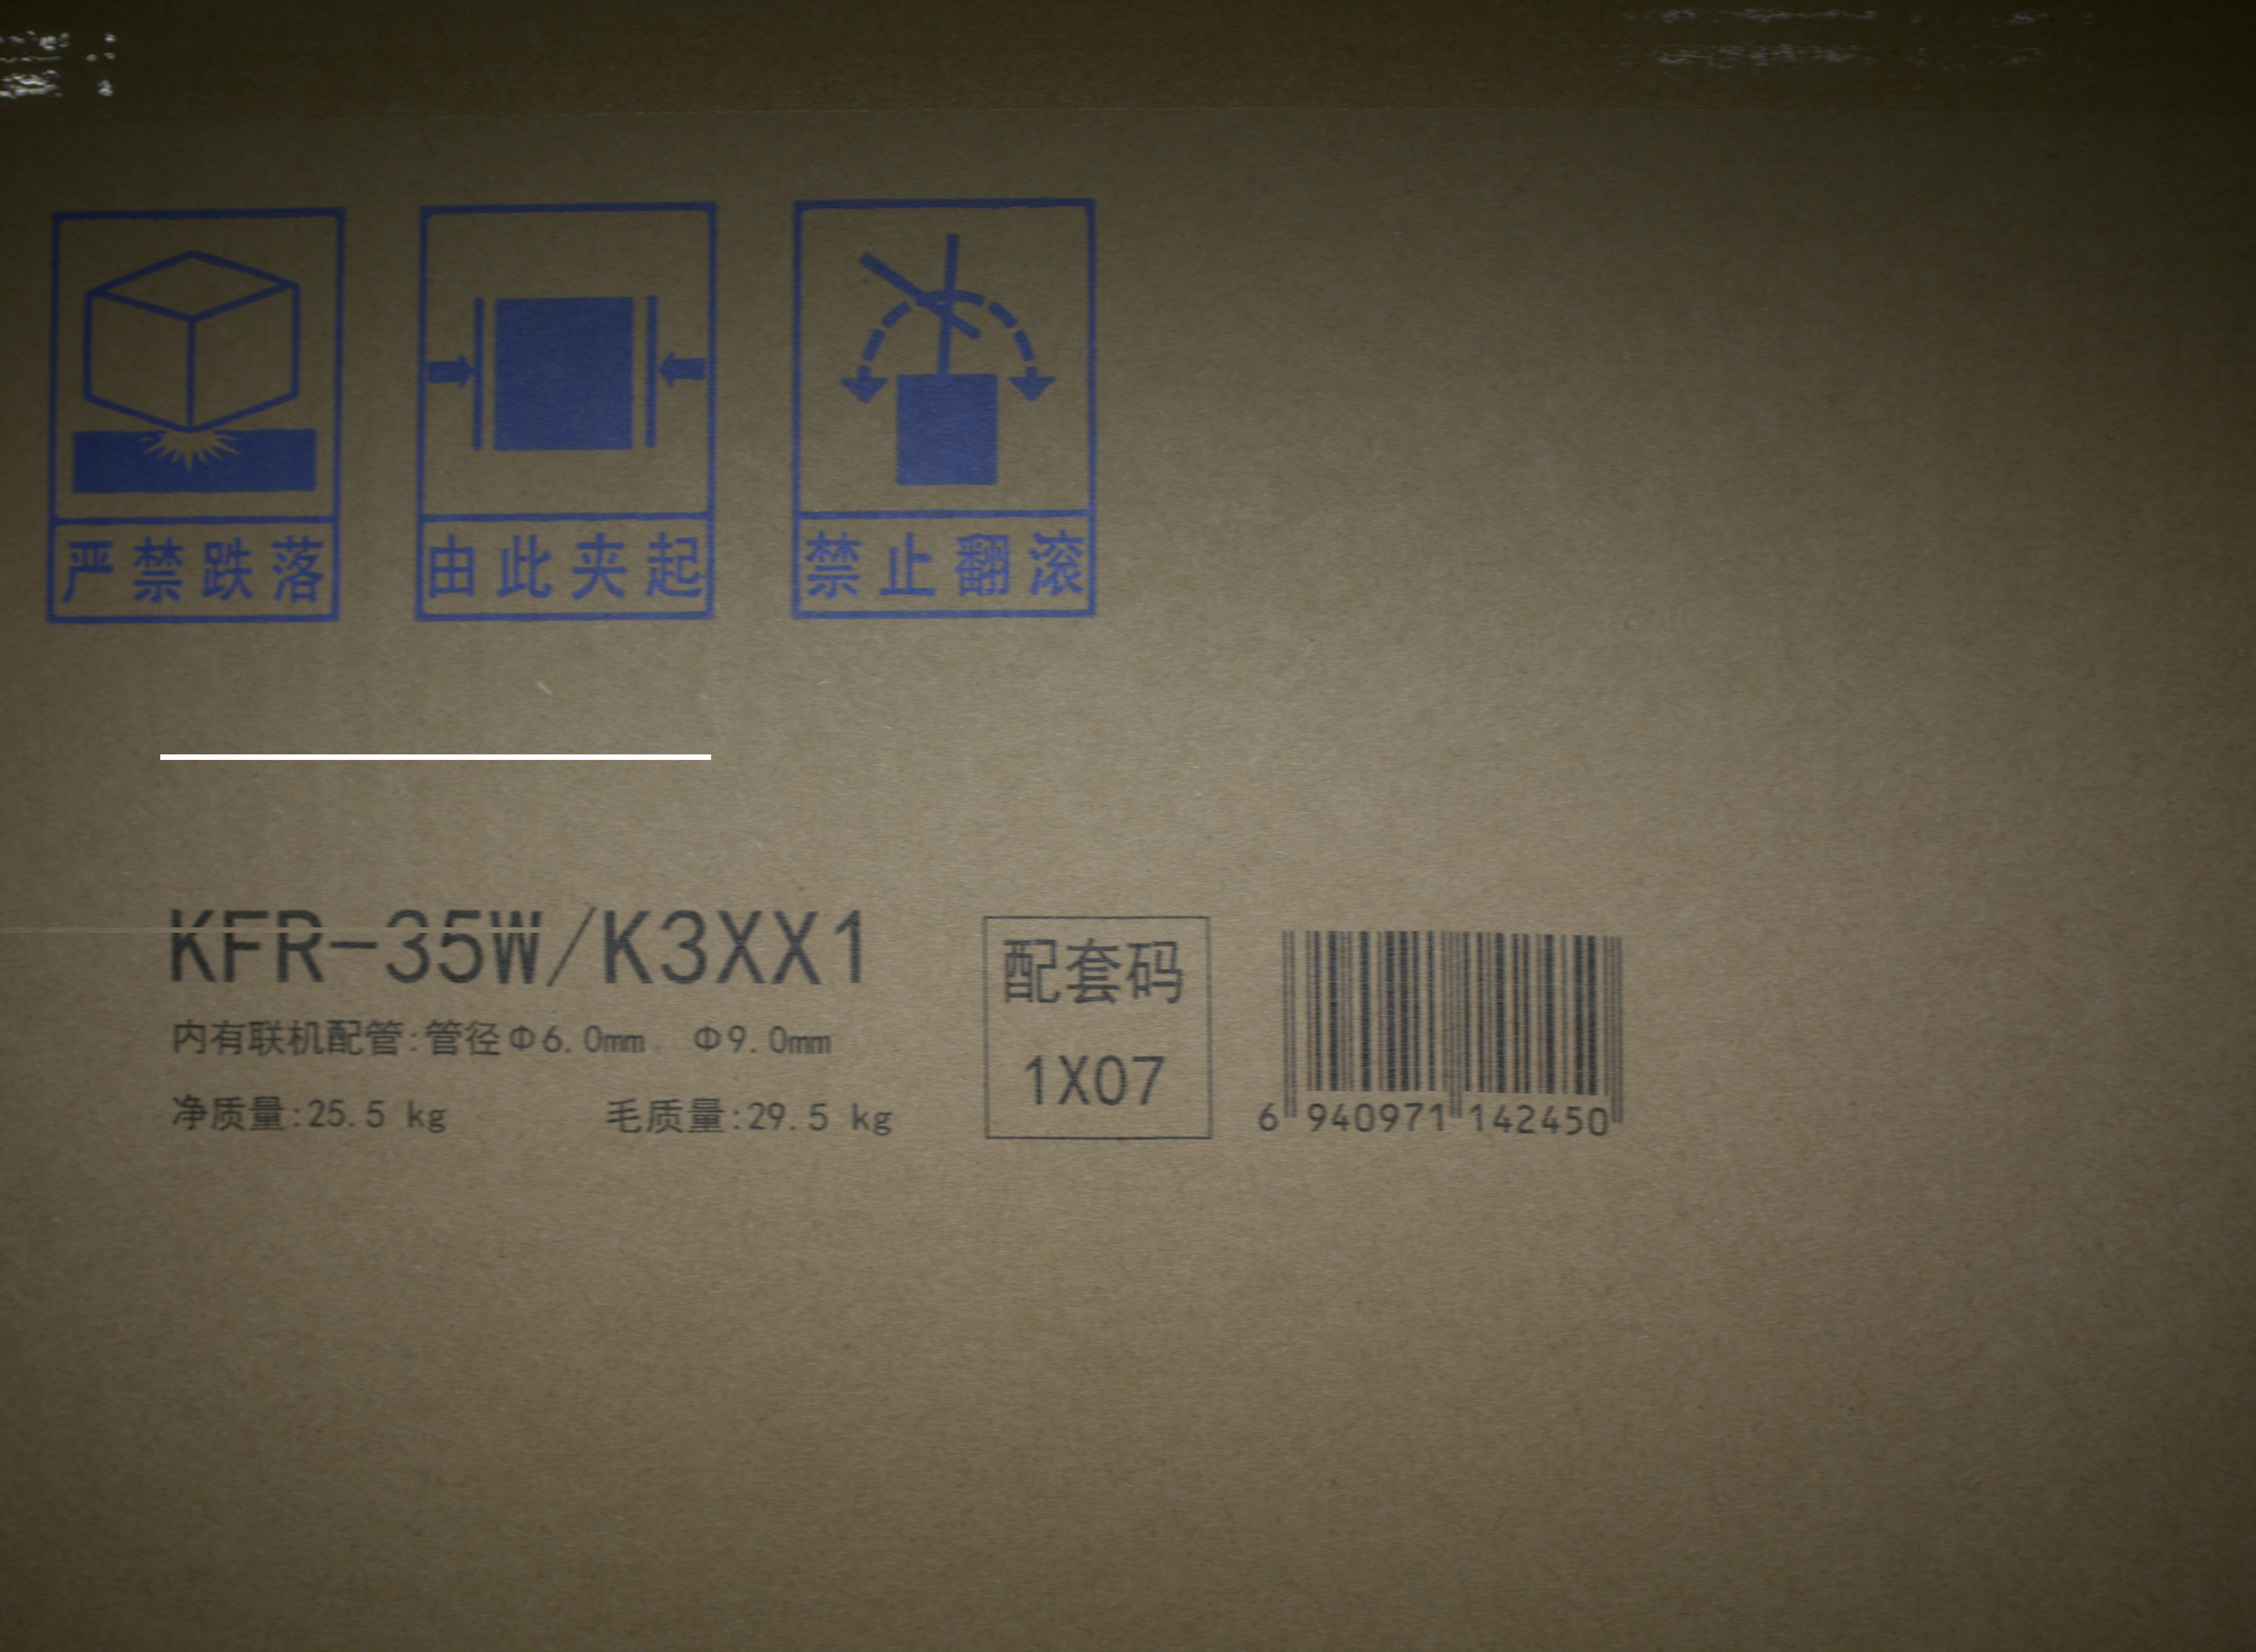 严禁跌落
由此夹起
禁止翻滚
KFR-35W/K3XX1
内有联机配管:管径Φ6.0mm、Φ9.0mm
净质量:25.5 kg 毛质量:29.5 kg
配套码
1X07
6 940971 142450